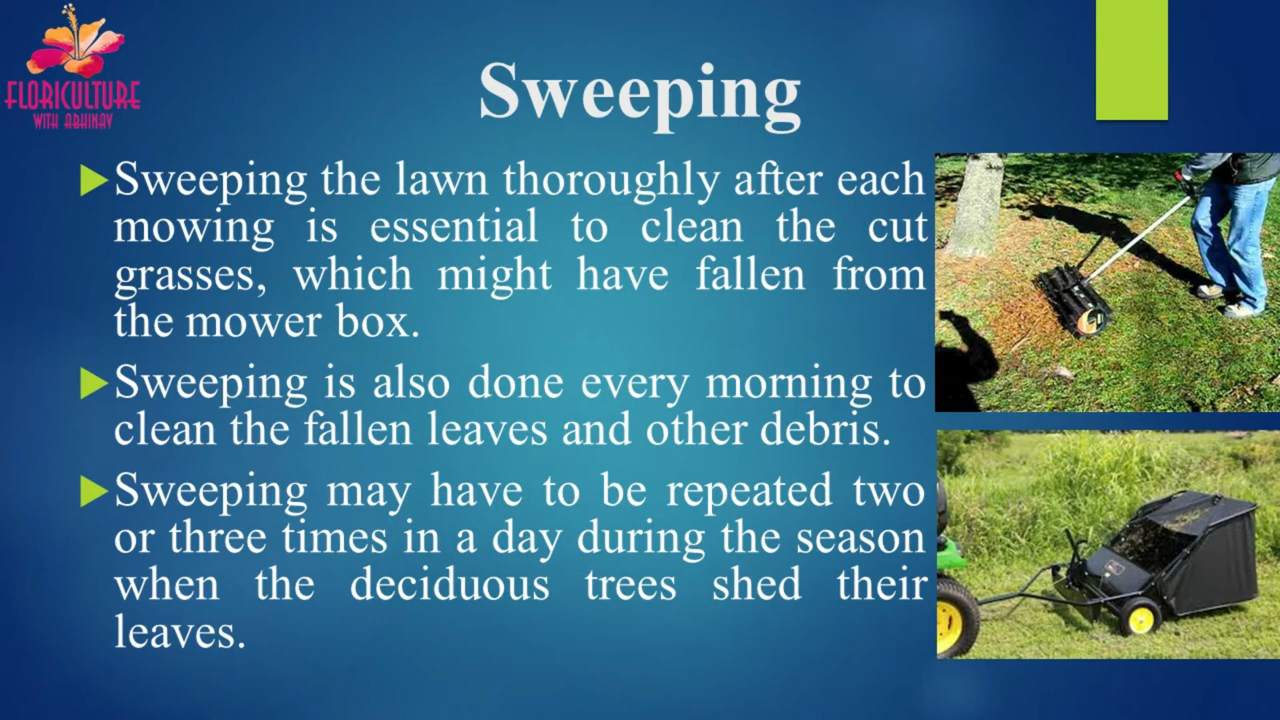 FLORICULTURE
WITH ABHINAV
Sweeping
Sweeping the lawn thoroughly after each
mowing is essential to clean the cut
grasses, which might have fallen from
the mower box.
Sweeping is also done every morning to
clean the fallen leaves and other debris.
Sweeping may have to be repeated two
or three times in a day during the season
when the deciduous trees shed their
leaves.